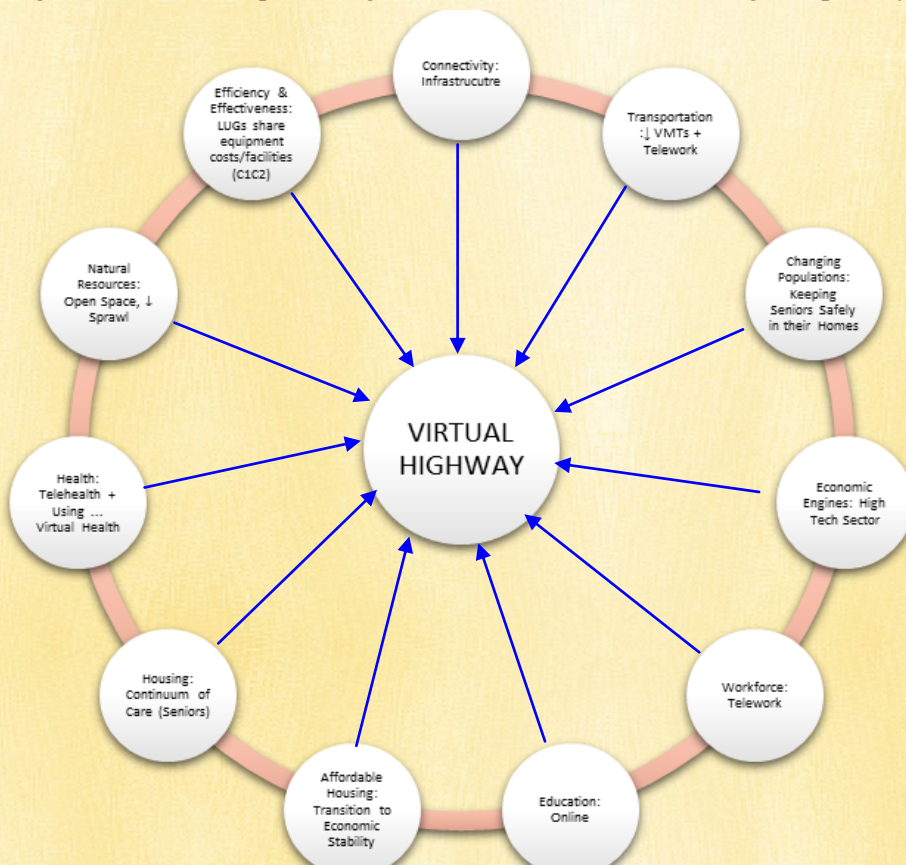 Connectivity:
Infrastrucutre
Transportation
:↓ VMTs +
Telework
Changing
Populations:
Keeping
Seniors Safely
in their Homes
Economic
Engines: High
Tech Sector
Workforce:
Telework
Education:
Online
Affordable
Housing:
Transition to
Economic
Stability
Housing:
Continuum of
Care (Seniors)
Health:
Telehealth +
Using ...
Virtual Health
Natural
Resources:
Open Space, ↓
Sprawl
Efficiency &
Effectiveness:
LUGs share
equipment
costs/facilities
(C1C2)
VIRTUAL
HIGHWAY